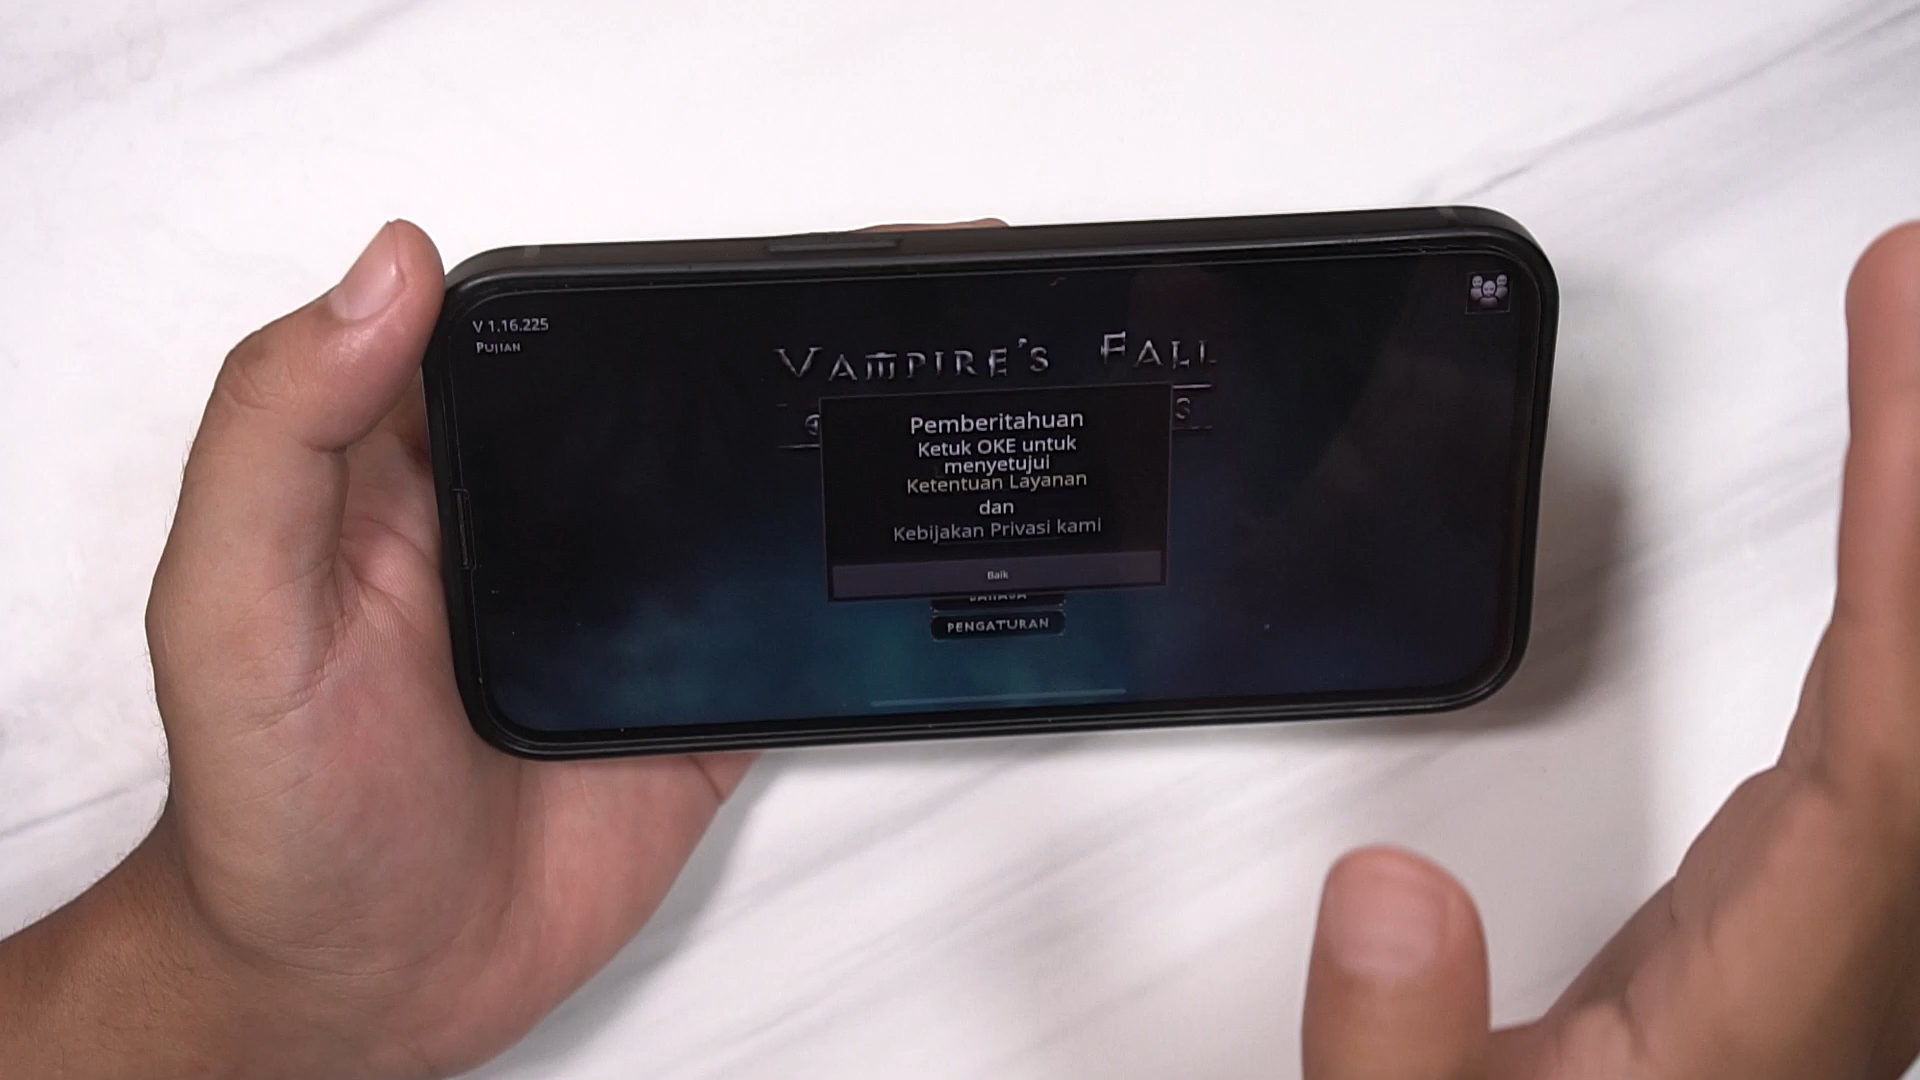 V 1.16.225
Pujian
VAMPIRE'S FALL
S
Pemberitahuan
Ketuk OKE untuk
menyetujui
Ketentuan Layanan
dan
Kebijakan Privasi kami
Baik
BAHASA
PENGATURAN